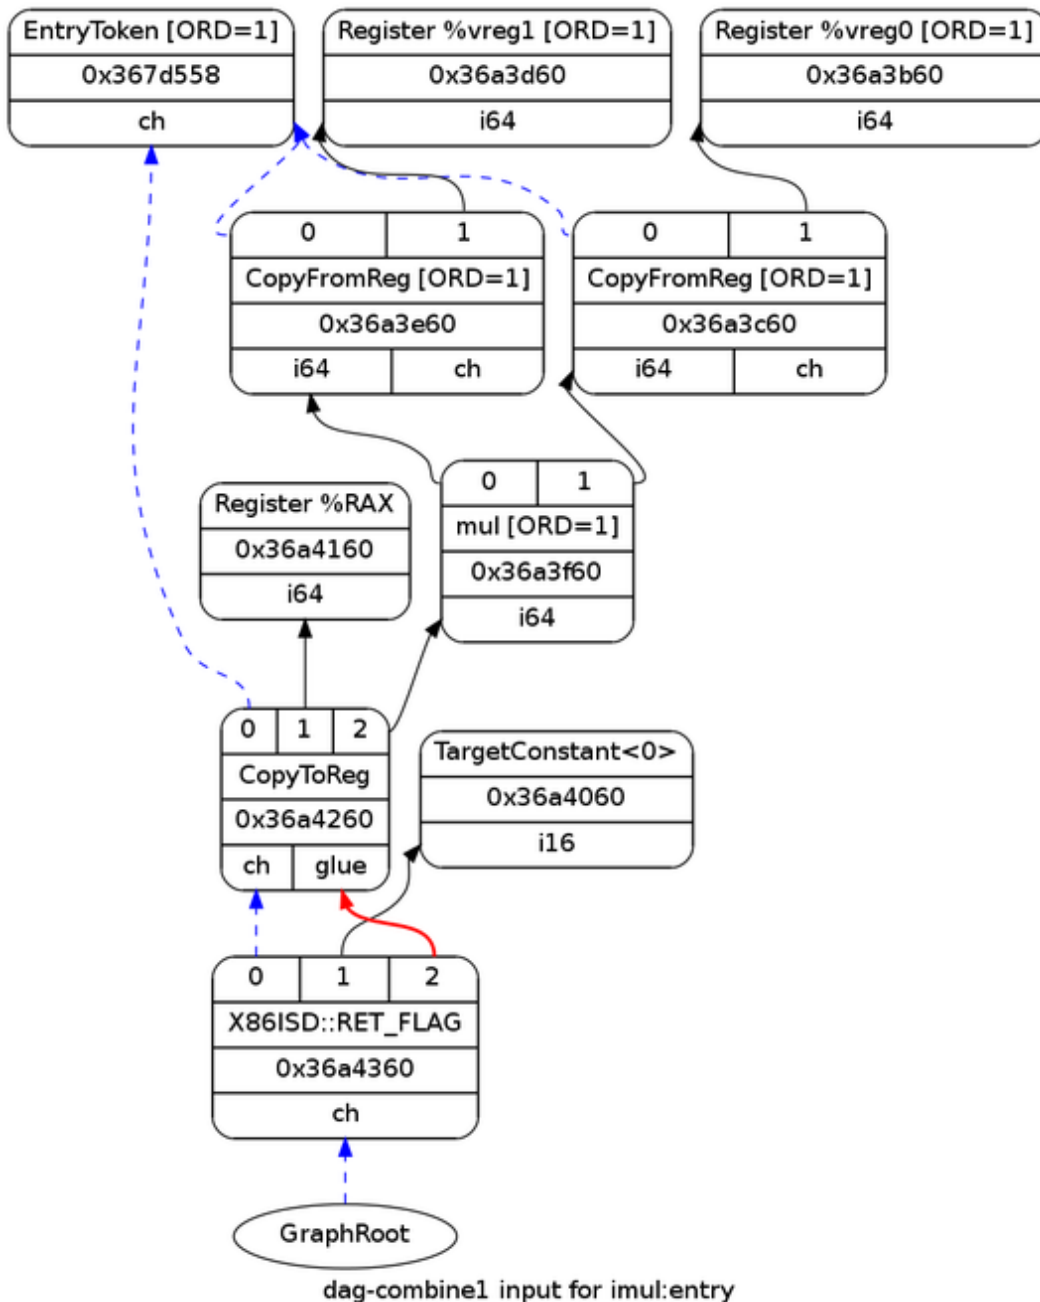 EntryToken [ORD=1]
0x367d558
ch
Register %vreg1 [ORD=1]
0x36a3d60
i64
Register %vreg0 [ORD=1]
0x36a3b60
i64
0 1
CopyFromReg [ORD=1]
0x36a3e60
i64 ch
0 1
CopyFromReg [ORD=1]
0x36a3c60
i64 ch
0 1
mul [ORD=1]
0x36a3f60
i64
Register %RAX
0x36a4160
i64
0 1 2
CopyToReg
0x36a4260
ch glue
TargetConstant<0>
0x36a4060
i16
0 1 2
X86ISD::RET_FLAG
0x36a4360
ch
GraphRoot
dag-combine1 input for imul:entry